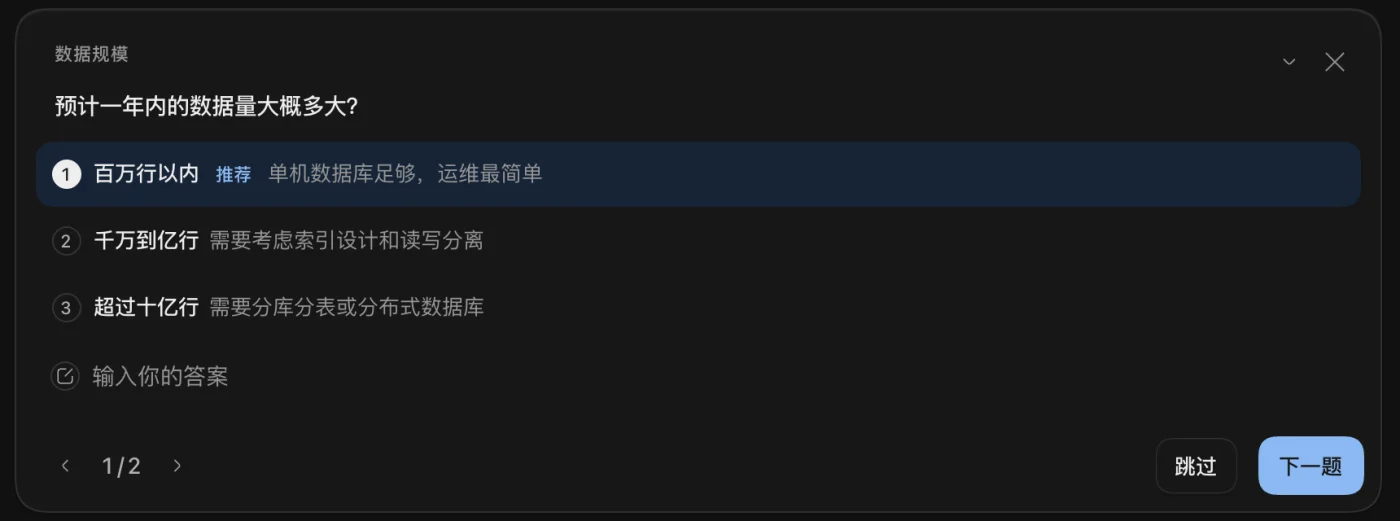 数据规模
预计一年内的数据量大概多大?
1 百万行以内 推荐 单机数据库足够，运维最简单
2 千万到亿行 需要考虑索引设计和读写分离
3 超过十亿行 需要分库分表或分布式数据库
输入你的答案
1/2 跳过 下一题